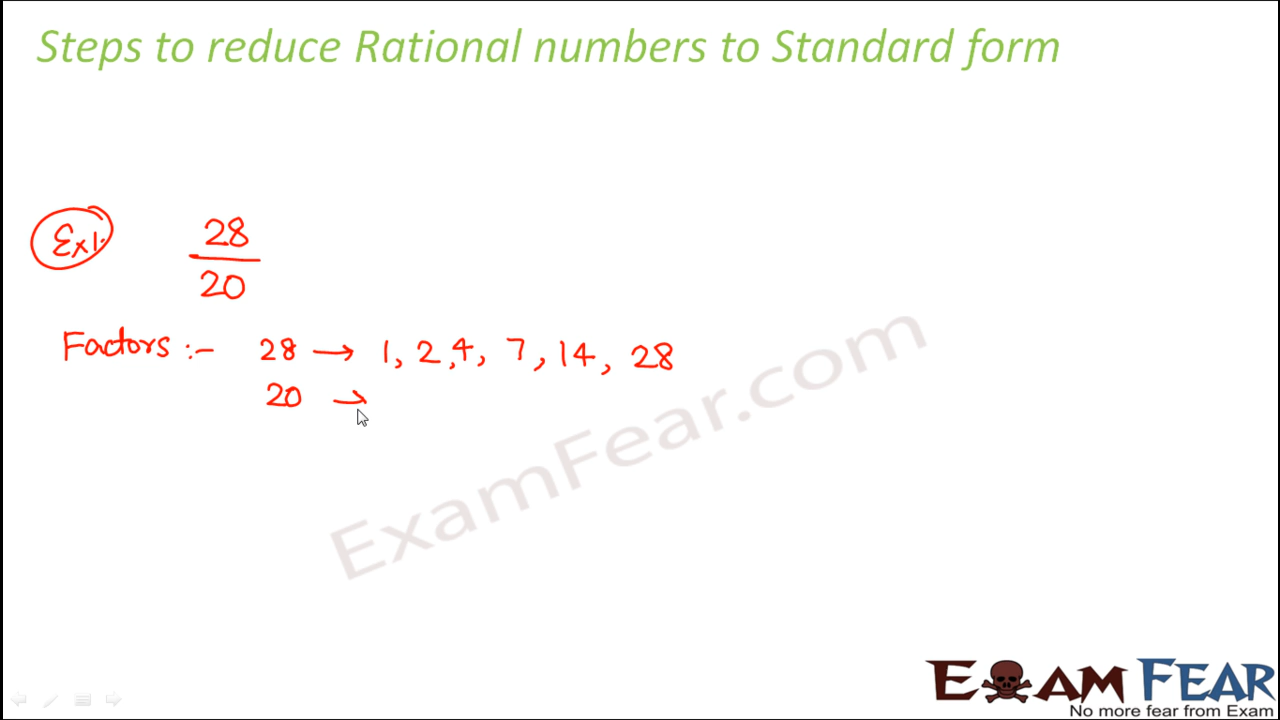 Steps to reduce Rational numbers to Standard form
Ex1.
28
20
Factors :- 28 → 1, 2, 4, 7, 14, 28
20 →
ExamFear.com
EXAM FEAR
No more fear from Exam